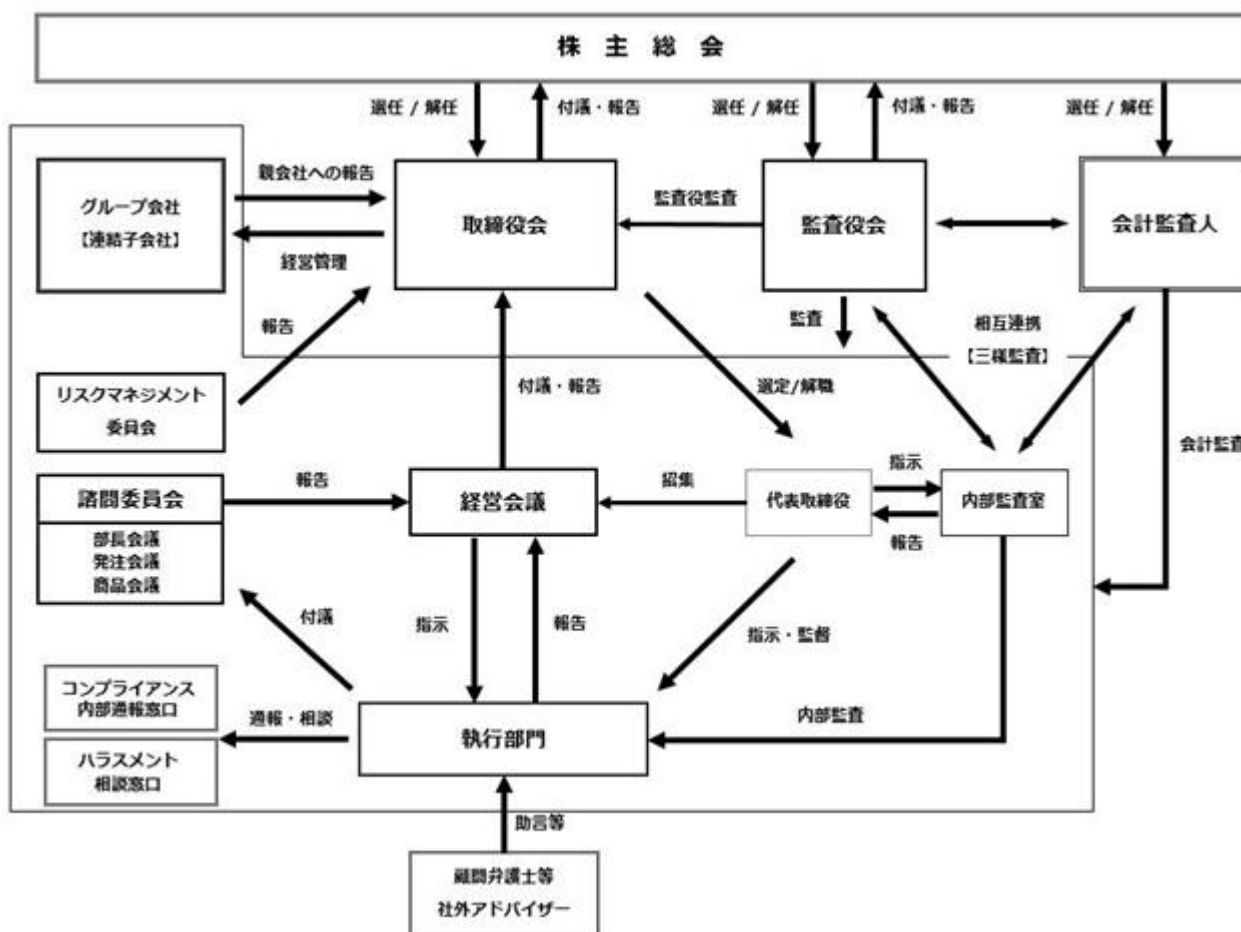 株 主 総 会
選任 / 解任
付議・報告
選任 / 解任
付議・報告
選任 / 解任
グループ会社
【連結子会社】
親会社への報告
経営管理
取締役会
監査役監査
監査役会
会計監査人
報告
監査
相互連携
【三様監査】
リスクマネジメント
委員会
付議・報告
選定/解職
会計監査
諮問委員会
部長会議
発注会議
商品会議
報告
経営会議
招集
代表取締役
指示
報告
内部監査室
付議
指示
報告
指示・監督
コンプライアンス
内部通報窓口
ハラスメント
相談窓口
通報・相談
執行部門
内部監査
助言等
顧問弁護士等
社外アドバイザー